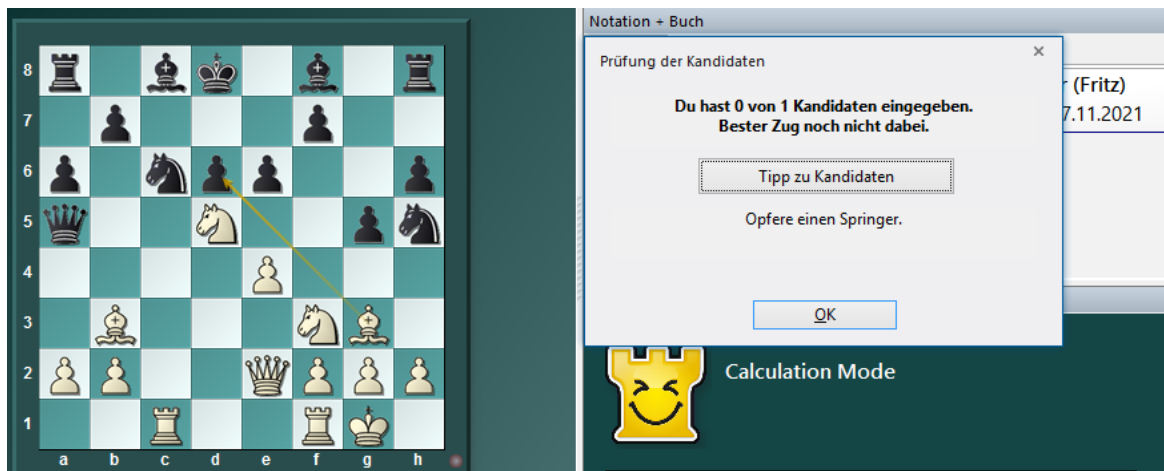 8
7
6
5
4
3
2
1
a b c d e f g h
Notation + Buch
Prüfung der Kandidaten
×
Du hast 0 von 1 Kandidaten eingegeben.
Bester Zug noch nicht dabei.
Tipp zu Kandidaten
Opfere einen Springer.
OK
(Fritz)
7.11.2021
Calculation Mode